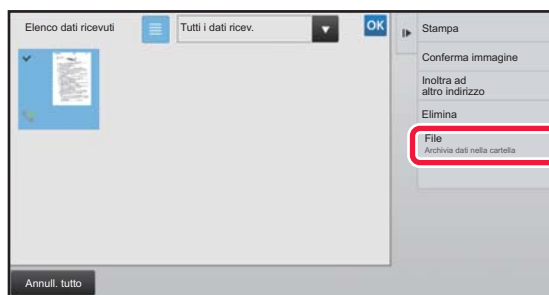 Elenco dati ricevuti
Tutti i dati ricev.
OK
Stampa
Conferma immagine
Inoltra ad
altro indirizzo
Elimina
File
Archivia dati nella cartella
Annull. tutto